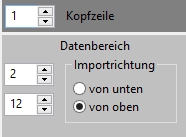 1 Kopfzeile
Datenbereich
2 Importrichtung
von unten
12 von oben